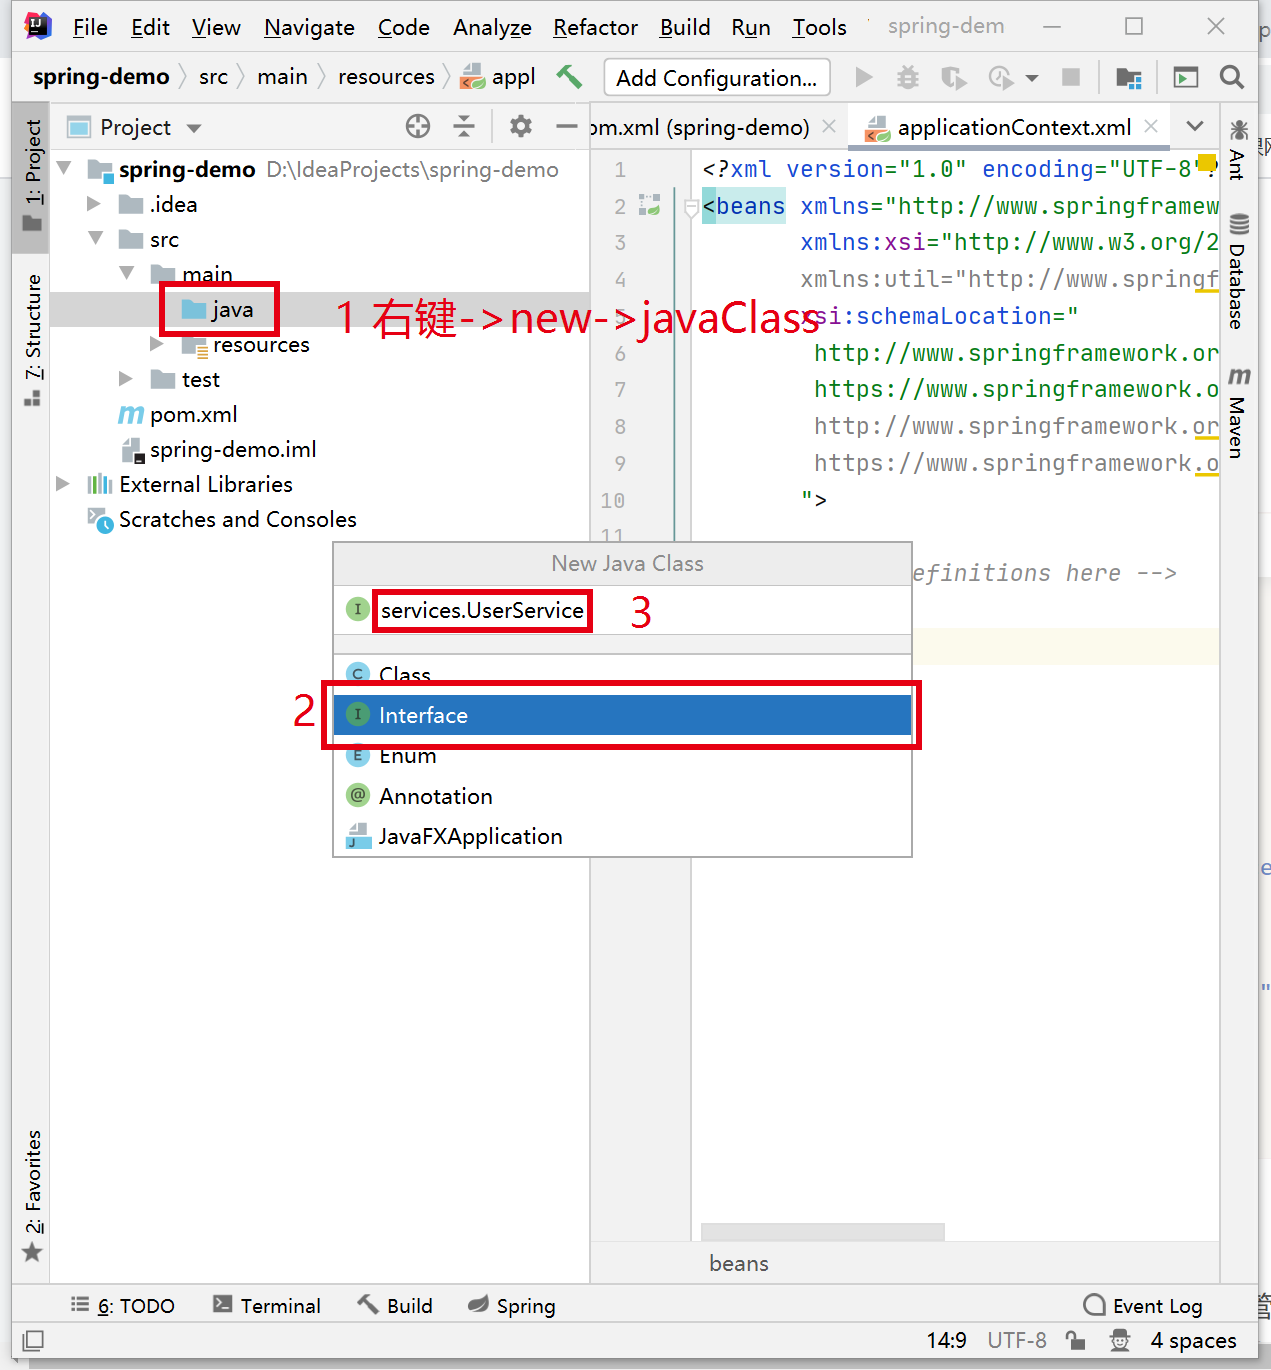 File Edit View Navigate Code Analyze Refactor Build Run Tools spring-dem
spring-demo src main resources appl Add Configuration...
1: Project
7: Structure
2: Favorites
Project
spring-demo D:\IdeaProjects\spring-demo
.idea
src
main
java
resources
test
pom.xml
spring-demo.iml
External Libraries
Scratches and Consoles
1 右键->new->javaClass
om.xml (spring-demo) applicationContext.xml
1 <?xml version="1.0" encoding="UTF-8"?
2 <beans xmlns="http://www.springframew
3 xmlns:xsi="http://www.w3.org/2
4 xmlns:util="http://www.springf
xsi:schemaLocation="
6 http://www.springframework.or
7 https://www.springframework.o
8 http://www.springframework.or
9 https://www.springframework.o
10 ">
11
efinitions here -->
New Java Class
services.UserService 3
Class
2 Interface
Enum
Annotation
JavaFXApplication
Ant
Database
Maven
beans
6: TODO Terminal Build Spring Event Log
14:9 UTF-8 4 spaces